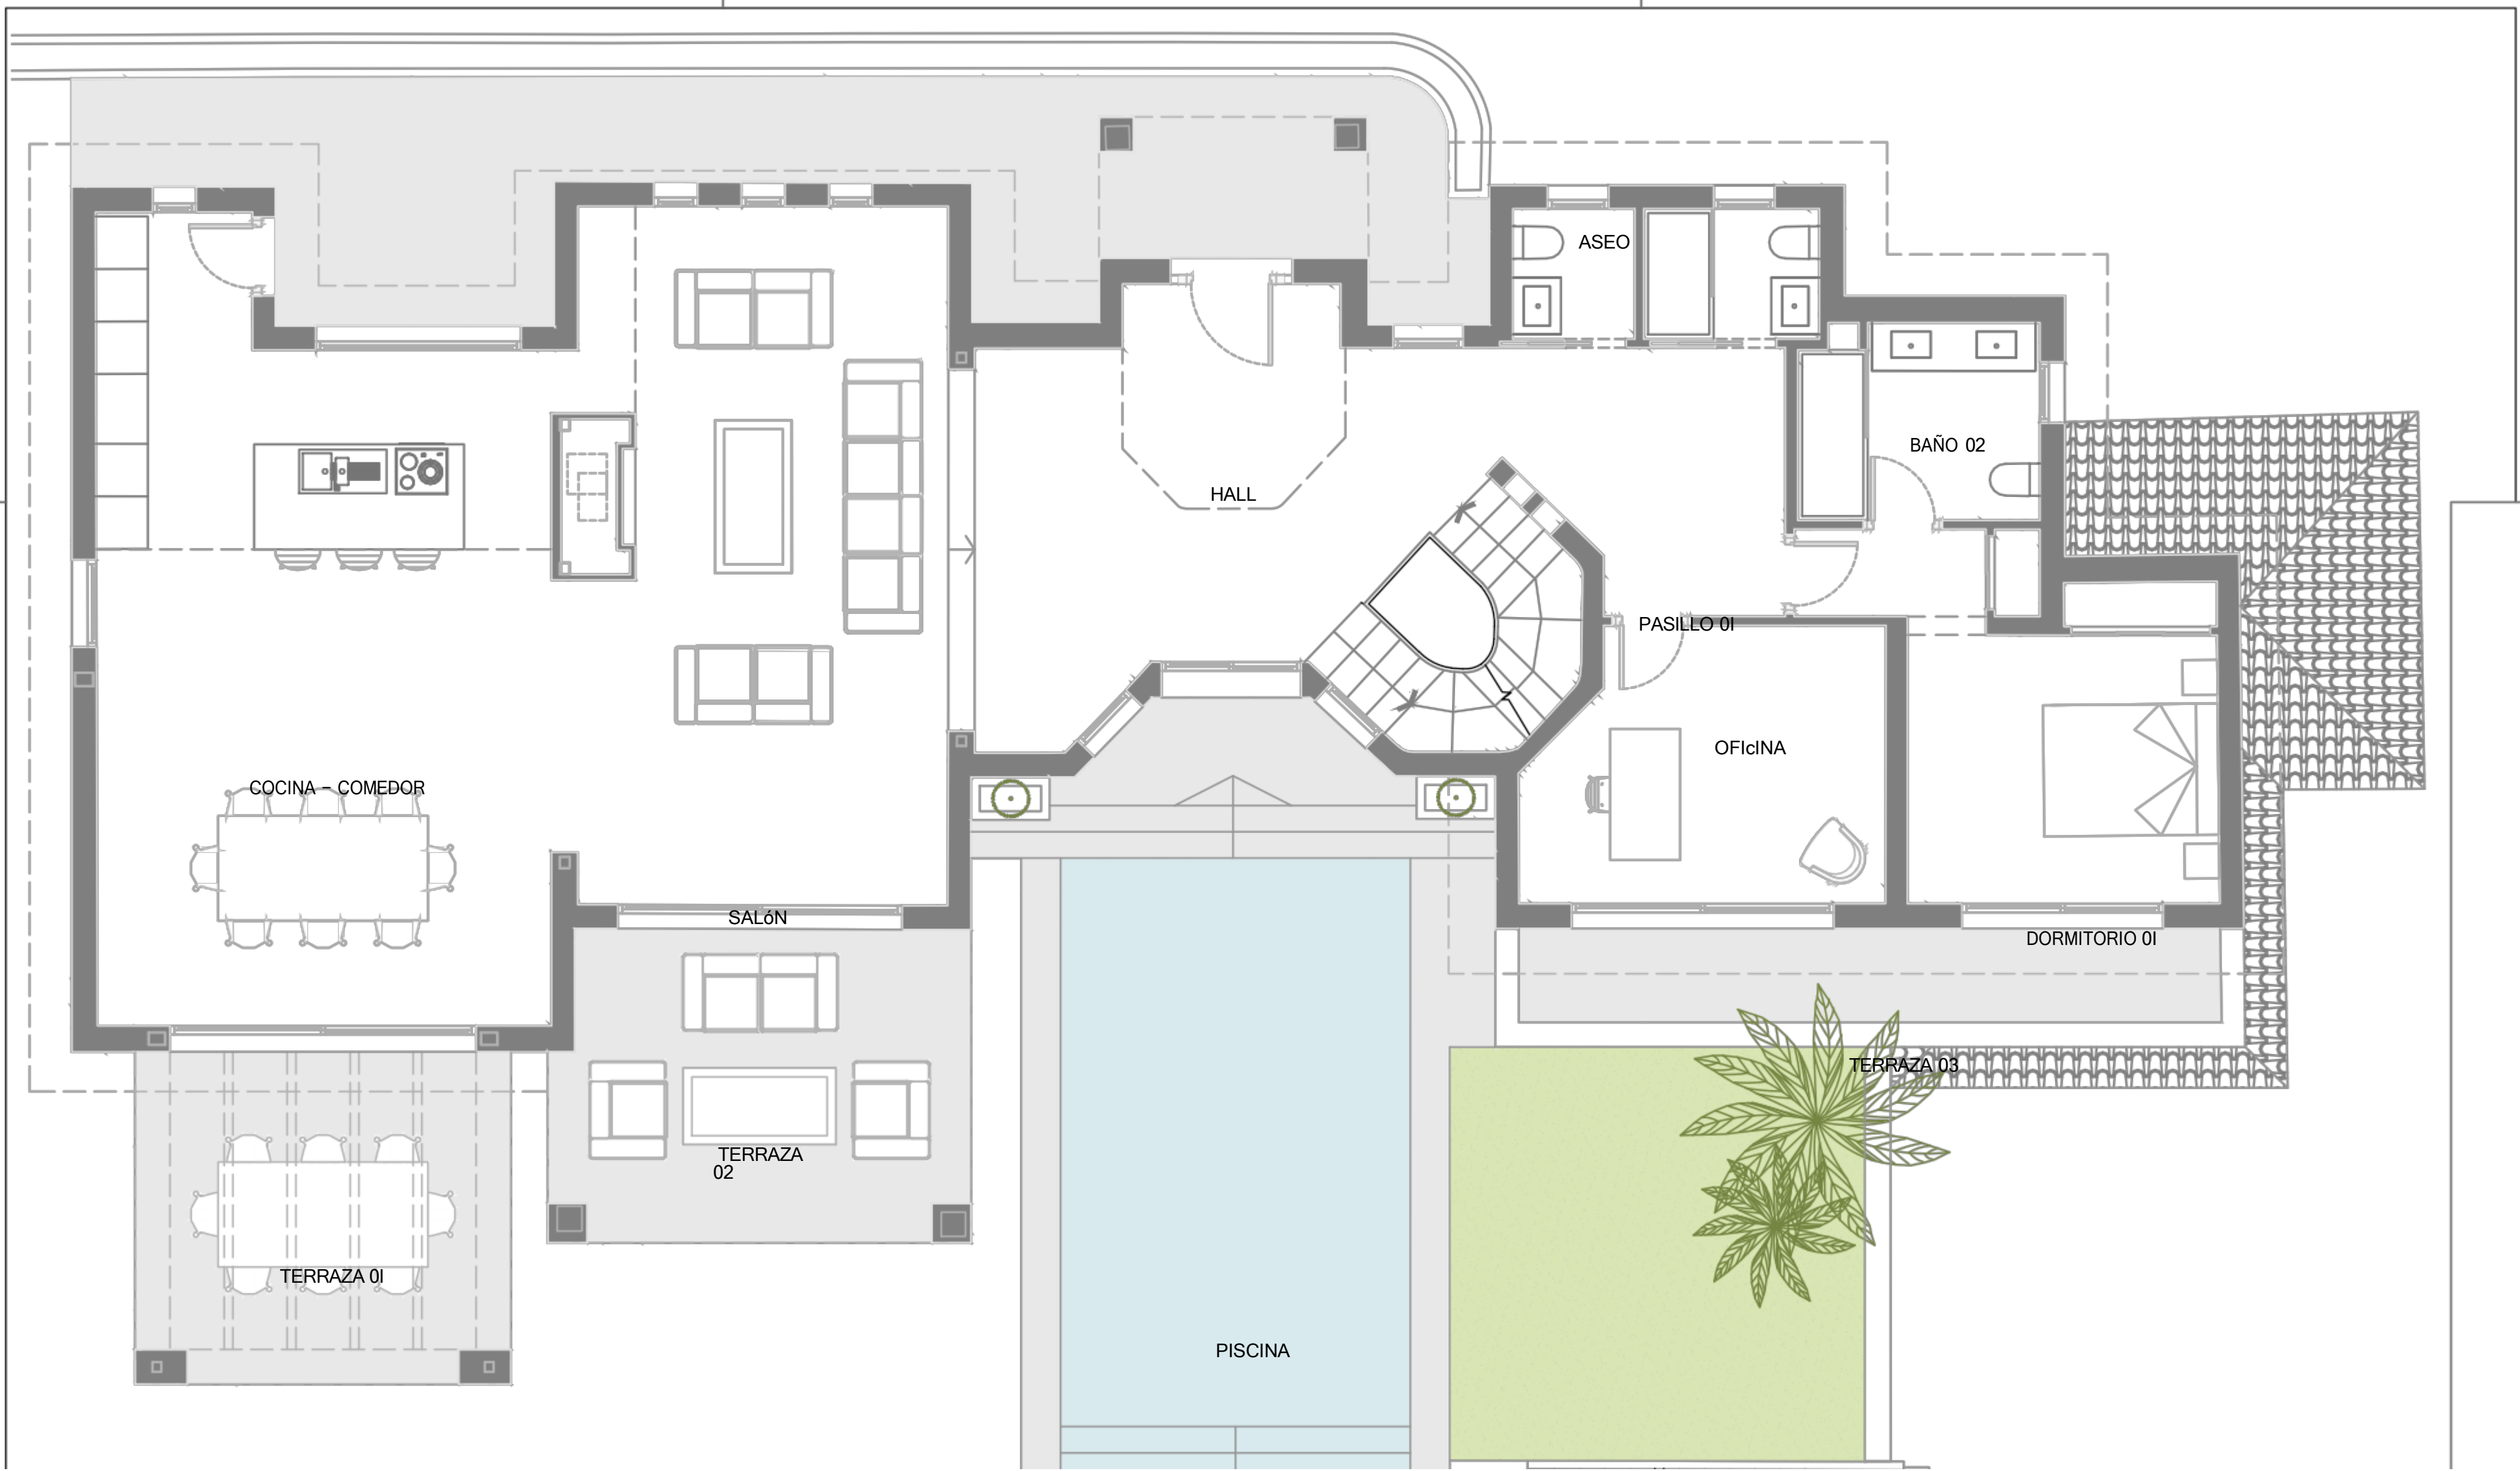 ASEO
BAÑO 02
HALL
PASILLO 0I
OFIcINA
COCINA - COMEDOR
SALóN
DORMITORIO 0I
TERRAZA 03
TERRAZA
02
TERRAZA 0I
PISCINA